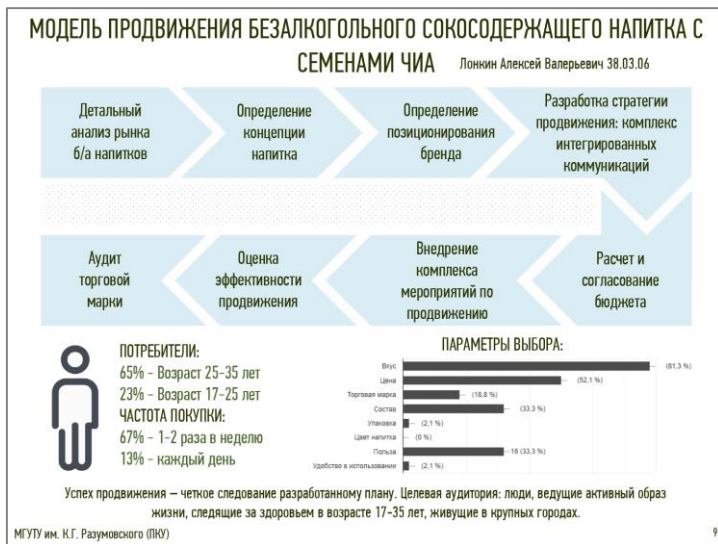 МОДЕЛЬ ПРОДВИЖЕНИЯ БЕЗАЛКОГОЛЬНОГО СОКОСОДЕРЖАЩЕГО НАПИТКА С
СЕМЕНАМИ ЧИА
Лонкин Алексей Валерьевич 38.03.06
Детальный
анализ рынка
б/а напитков
Определение
концепции
напитка
Определение
позиционирования
бренда
Разработка стратегии
продвижения: комплекс
интегрированных
коммуникаций
Аудит
торговой
марки
Оценка
эффективности
продвижения
Внедрение
комплекса
мероприятий по
продвижению
Расчет и
согласование
бюджета
ПОТРЕБИТЕЛИ:
65% - Возраст 25-35 лет
23% - Возраст 17-25 лет
ЧАСТОТА ПОКУПКИ:
67% - 1-2 раза в неделю
13% - каждый день
ПАРАМЕТРЫ ВЫБОРА:
Вкус (81,3 %)
Цена (52,1 %)
Торговая марка (18,8 %)
Состав (33,3 %)
Упаковка (2,1 %)
Цвет напитка (0 %)
Польза 16 (33,3 %)
Удобство в использовании (2,1 %)
Успех продвижения – четкое следование разработанному плану. Целевая аудитория: люди, ведущие активный образ
жизни, следящие за здоровьем в возрасте 17-35 лет, живущие в крупных городах.
МГУТУ им. К.Г. Разумовского (ПКУ) 9